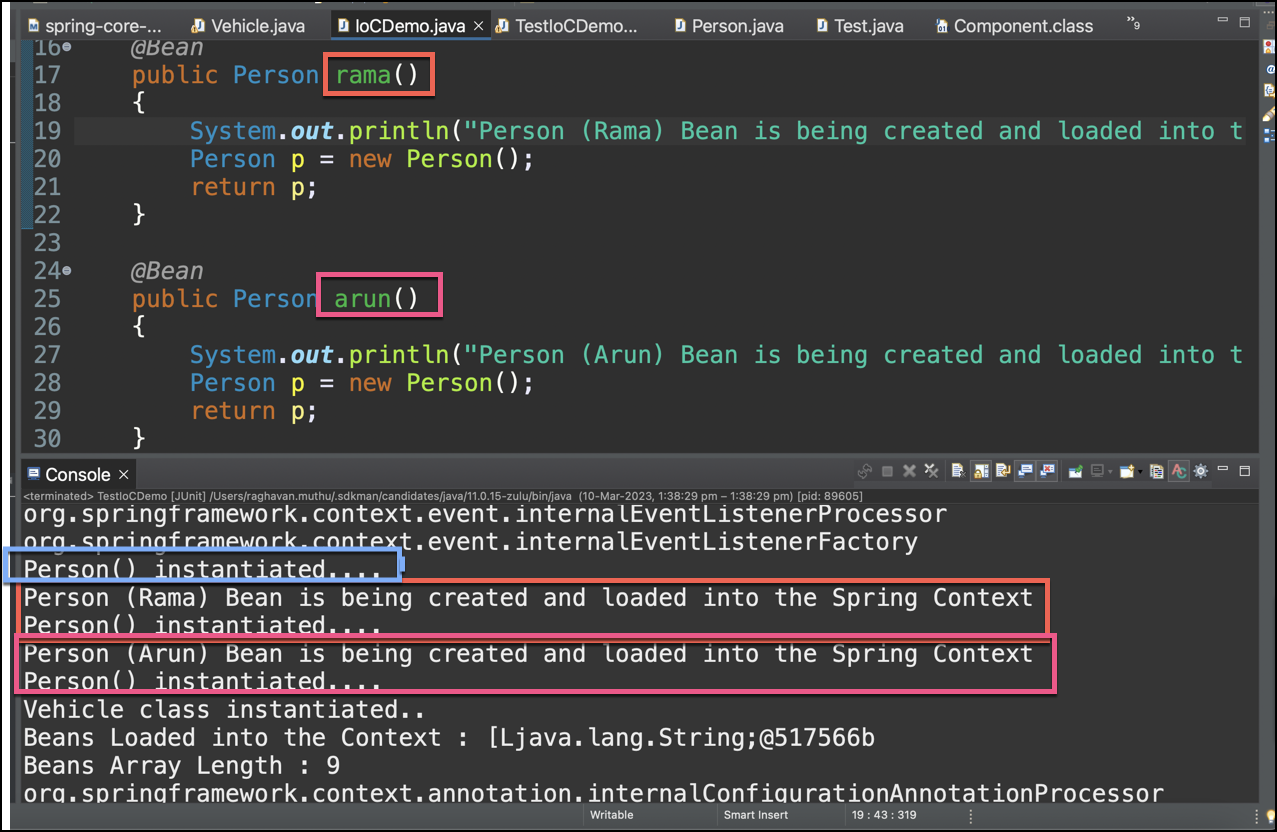 spring-core-... Vehicle.java IoCDemo.java TestIoCDemo... Person.java Test.java Component.class »9
16 @Bean
17 public Person rama()
18 {
19 System.out.println("Person (Rama) Bean is being created and loaded into t
20 Person p = new Person();
21 return p;
22 }
23
24 @Bean
25 public Person arun()
26 {
27 System.out.println("Person (Arun) Bean is being created and loaded into t
28 Person p = new Person();
29 return p;
30 }
Console
<terminated> TestIoCDemo [JUnit] /Users/raghavan.muthu/.sdkman/candidates/java/11.0.15-zulu/bin/java (10-Mar-2023, 1:38:29 pm – 1:38:29 pm) [pid: 89605]
org.springframework.context.event.internalEventListenerProcessor
org.springframework.context.event.internalEventListenerFactory
Person() instantiated....
Person (Rama) Bean is being created and loaded into the Spring Context
Person() instantiated....
Person (Arun) Bean is being created and loaded into the Spring Context
Person() instantiated....
Vehicle class instantiated..
Beans Loaded into the Context : [Ljava.lang.String;@517566b
Beans Array Length : 9
org.springframework.context.annotation.internalConfigurationAnnotationProcessor
Writable Smart Insert 19 : 43 : 319